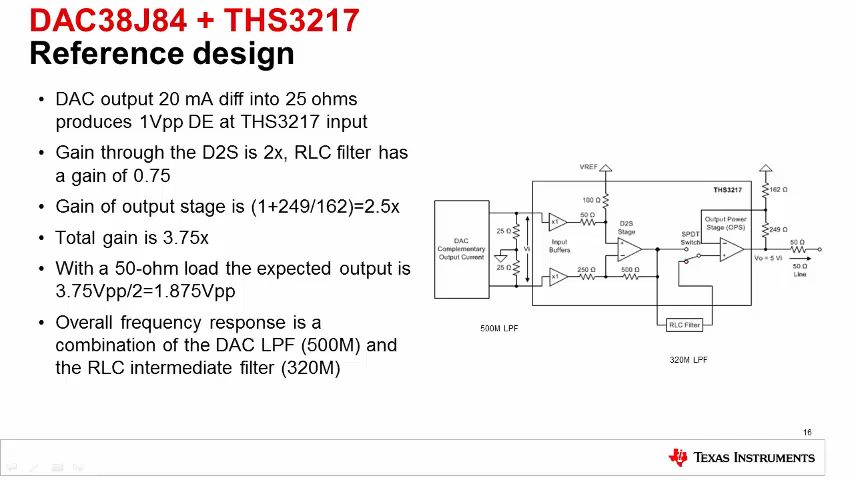 DAC38J84 + THS3217
Reference design
• DAC output 20 mA diff into 25 ohms
produces 1Vpp DE at THS3217 input
• Gain through the D2S is 2x, RLC filter has
a gain of 0.75
• Gain of output stage is (1+249/162)=2.5x
• Total gain is 3.75x
• With a 50-ohm load the expected output is
3.75Vpp/2=1.875Vpp
• Overall frequency response is a
combination of the DAC LPF (500M) and
the RLC intermediate filter (320M)
VREF
THS3217
162 Ω
100 Ω
50 Ω
x1
D2S
Stage
Output Power
Stage (OPS)
249 Ω
SPDT
Switch
25 Ω
DAC
Complementary
Output Current
Vi
Input
Buffers
+
−
−
+
50 Ω
25 Ω
250 Ω
500 Ω
x1
Vo = 5 Vi
50 Ω
Line
RLC Filter
500M LPF
320M LPF
16
TEXAS INSTRUMENTS